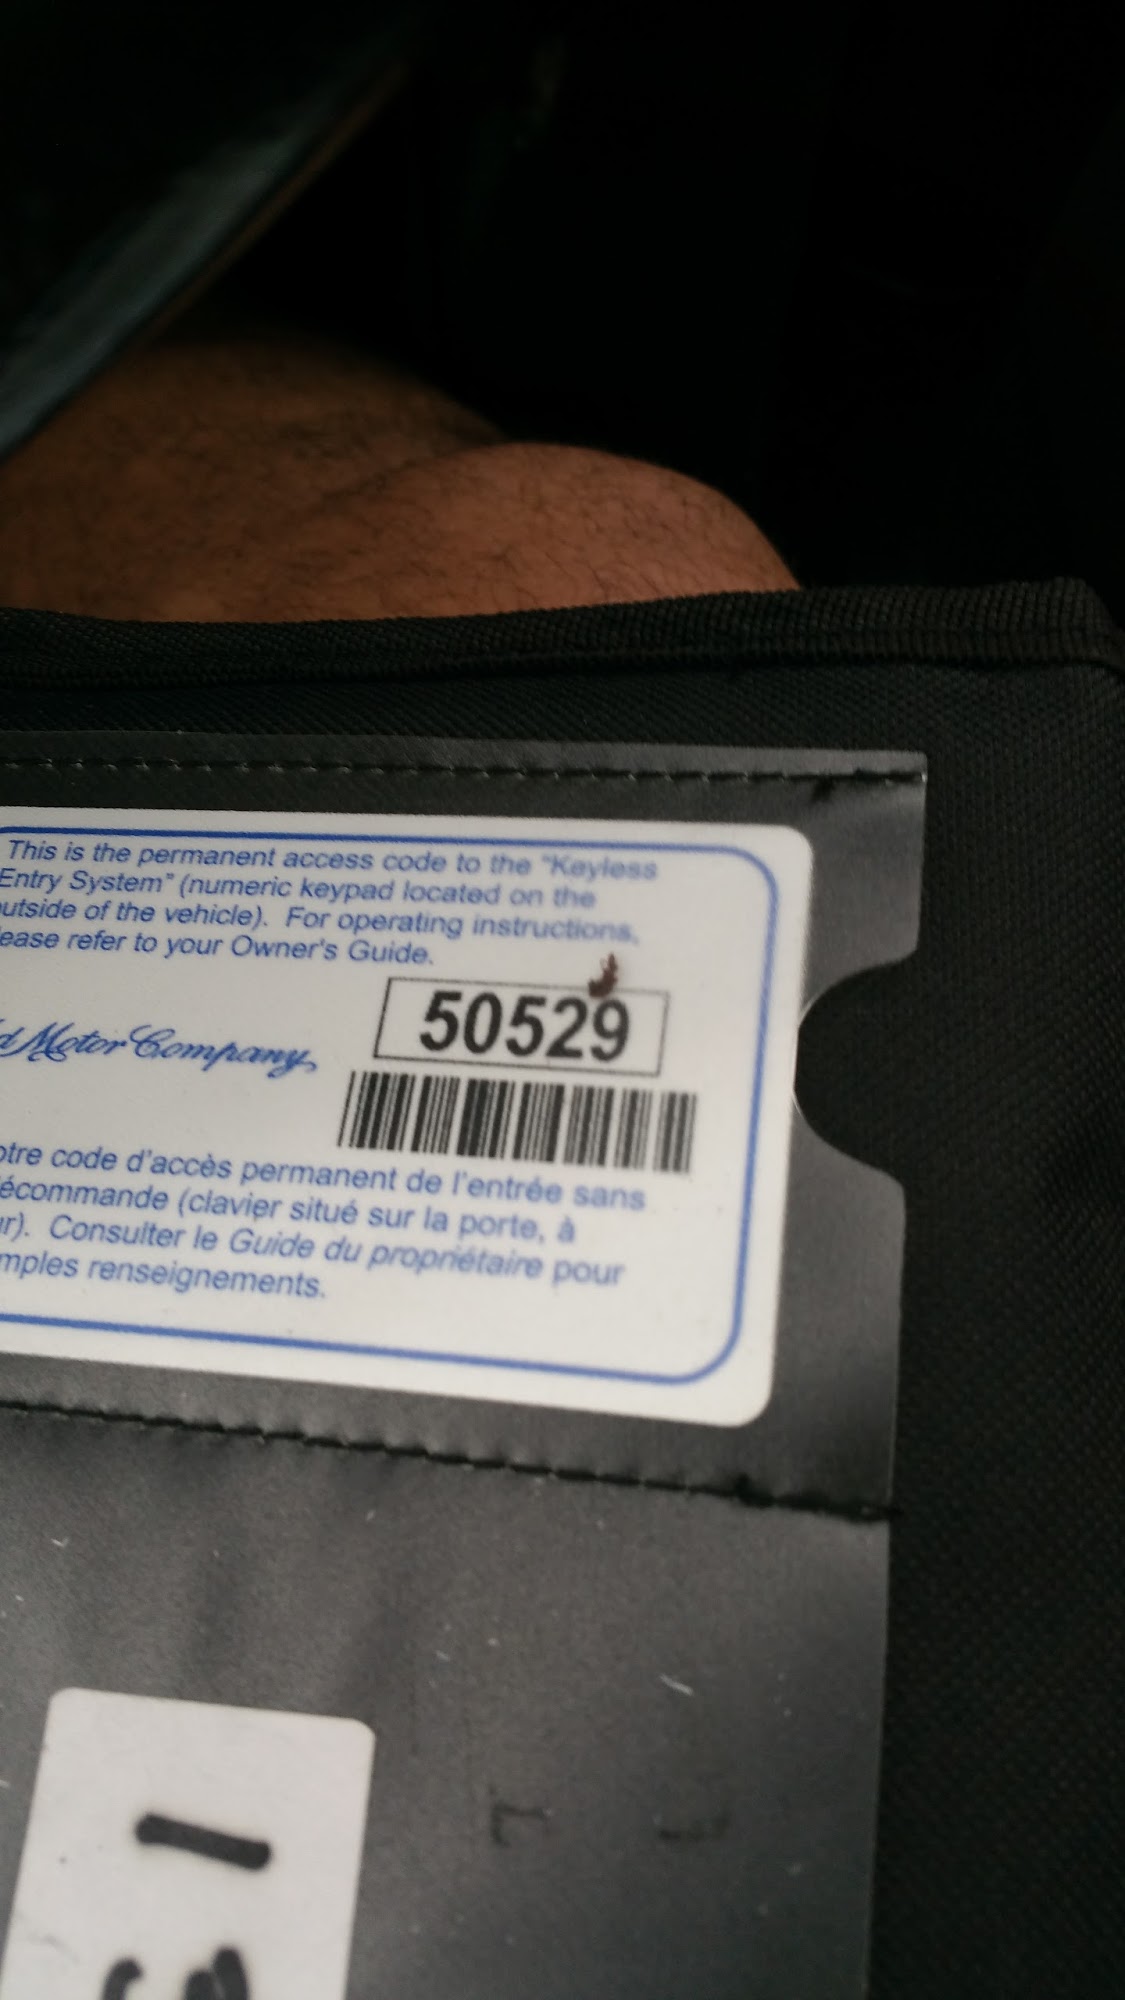 This is the permanent access code to the "Keyless
Entry System" (numeric keypad located on the
utside of the vehicle). For operating instructions,
lease refer to your Owner's Guide.
50529
d Motor Company
otre code d'accès permanent de l'entrée sans
écommande (clavier situé sur la porte, à
ur). Consulter le Guide du propriétaire pour
mples renseignements.
1